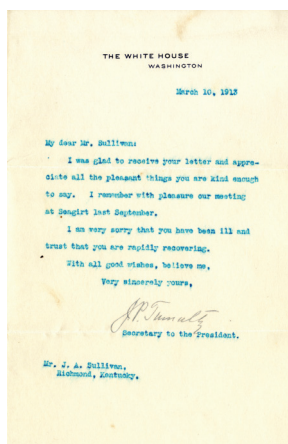 THE WHITE HOUSE
WASHINGTON
March 10, 1913
My dear Mr. Sullivan:
I was glad to receive your letter and appre-
ciate all the pleasant things you are kind enough
to say. I remember with pleasure our meeting
at Seagirt last September.
I am very sorry that you have been ill and
trust that you are rapidly recovering.
With all good wishes, believe me,
Very sincerely yours,
J.P. Tumulty
Secretary to the President.
Mr. J. A. Sullivan,
Richmond, Kentucky.